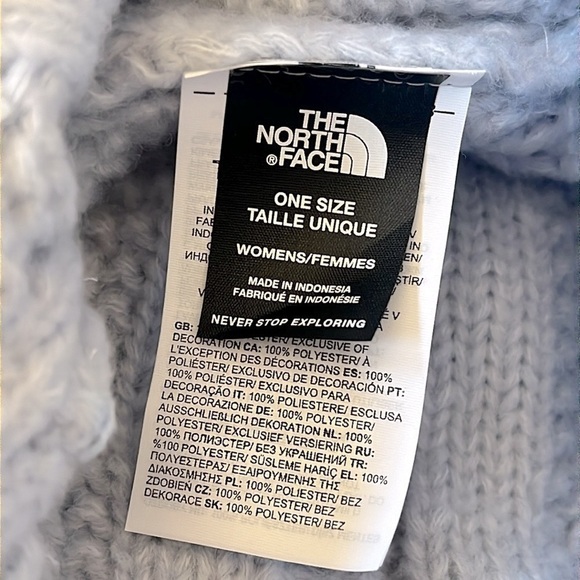 THE
NORTH
® FACE
ONE SIZE
TAILLE UNIQUE
WOMENS/FEMMES
MADE IN INDONESIA
FABRIQUÉ EN INDONÉSIE
NEVER STOP EXPLORING
GB: EXCLUSIVE OF
DECORATION CA: 100% POLYESTER/ À
L'EXCEPTION DES DÉCORATIONS ES: 100%
POLIÉSTER/ EXCLUSIVO DE DECORACIÓN PT:
100% POLIÉSTER/ EXCLUSIVO PARA
DECORAÇÃO IT: 100% POLIESTERE/ ESCLUSA
LA DECORAZIONE DE: 100% POLYESTER/
AUSSCHLIEßLICH DEKORATION NL: 100%
POLYESTER/ EXCLUSIEF VERSIERING RU:
100% ПОЛИЭСТЕР/ БЕЗ УКРАШЕНИЙ TR:
%100 POLYESTER/ SÜSLEME HARİÇ EL: 100%
ΠΟΛΥΕΣΤΕΡΑΣ/ ΕΞΑΙΡΟΥΜΕΝΗΣ ΤΗΣ
ΔΙΑΚΟΣΜΗΣΗΣ PL: 100% POLYESTER/ BEZ
ZDOBIEŃ CZ: 100% POLYESTER/ BEZ
DEKORACE SK: 100% POLYESTER/ BEZ